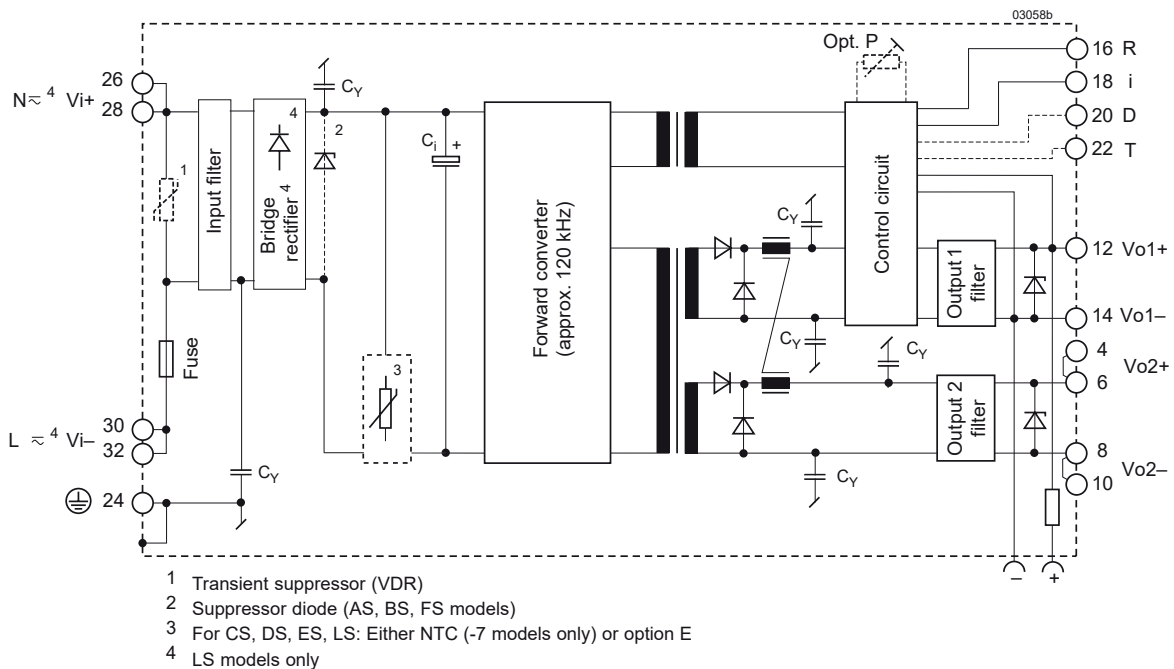 03058b
Opt. P
16 R
18 i
20 D
22 T
26
N≂ 4 Vi+
28
CY
4
2
1
Ci
+
Input filter
Bridge
rectifier 4
Forward converter
(approx. 120 kHz)
Control circuit
CY
Output 1
filter
12 Vo1+
14 Vo1–
CY
CY
4
Vo2+
6
Fuse
3
Output 2
filter
30
L ≂ 4 Vi–
32
8
Vo2–
10
CY
CY
24
– +
1 Transient suppressor (VDR)
2 Suppressor diode (AS, BS, FS models)
3 For CS, DS, ES, LS: Either NTC (-7 models only) or option E
4 LS models only